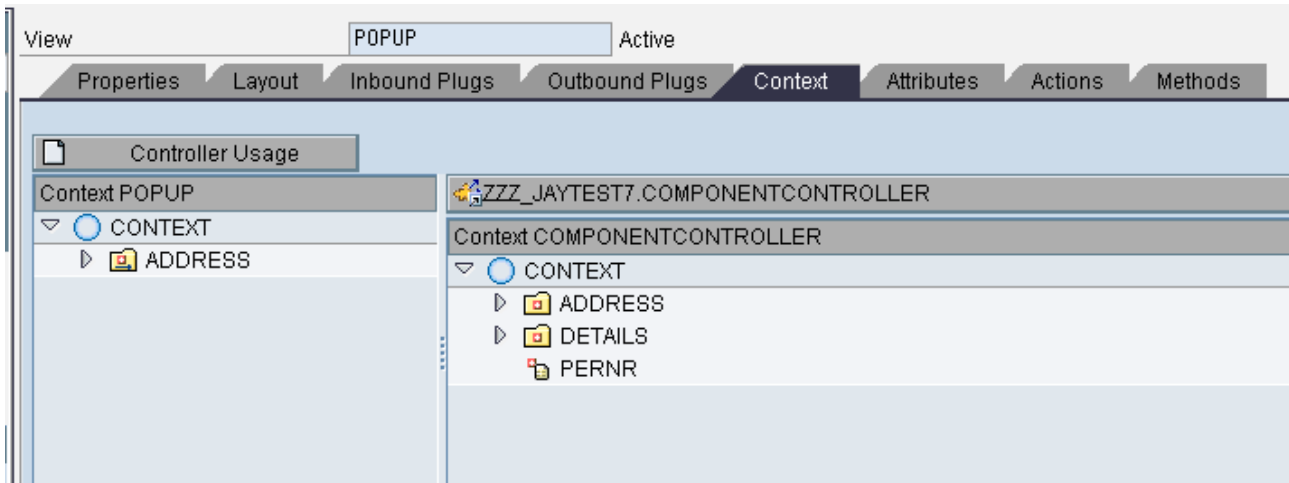 View POPUP Active
Properties Layout Inbound Plugs Outbound Plugs Context Attributes Actions Methods
Controller Usage
Context POPUP
CONTEXT
ADDRESS
ZZZ_JAYTEST7.COMPONENTCONTROLLER
Context COMPONENTCONTROLLER
CONTEXT
ADDRESS
DETAILS
PERNR